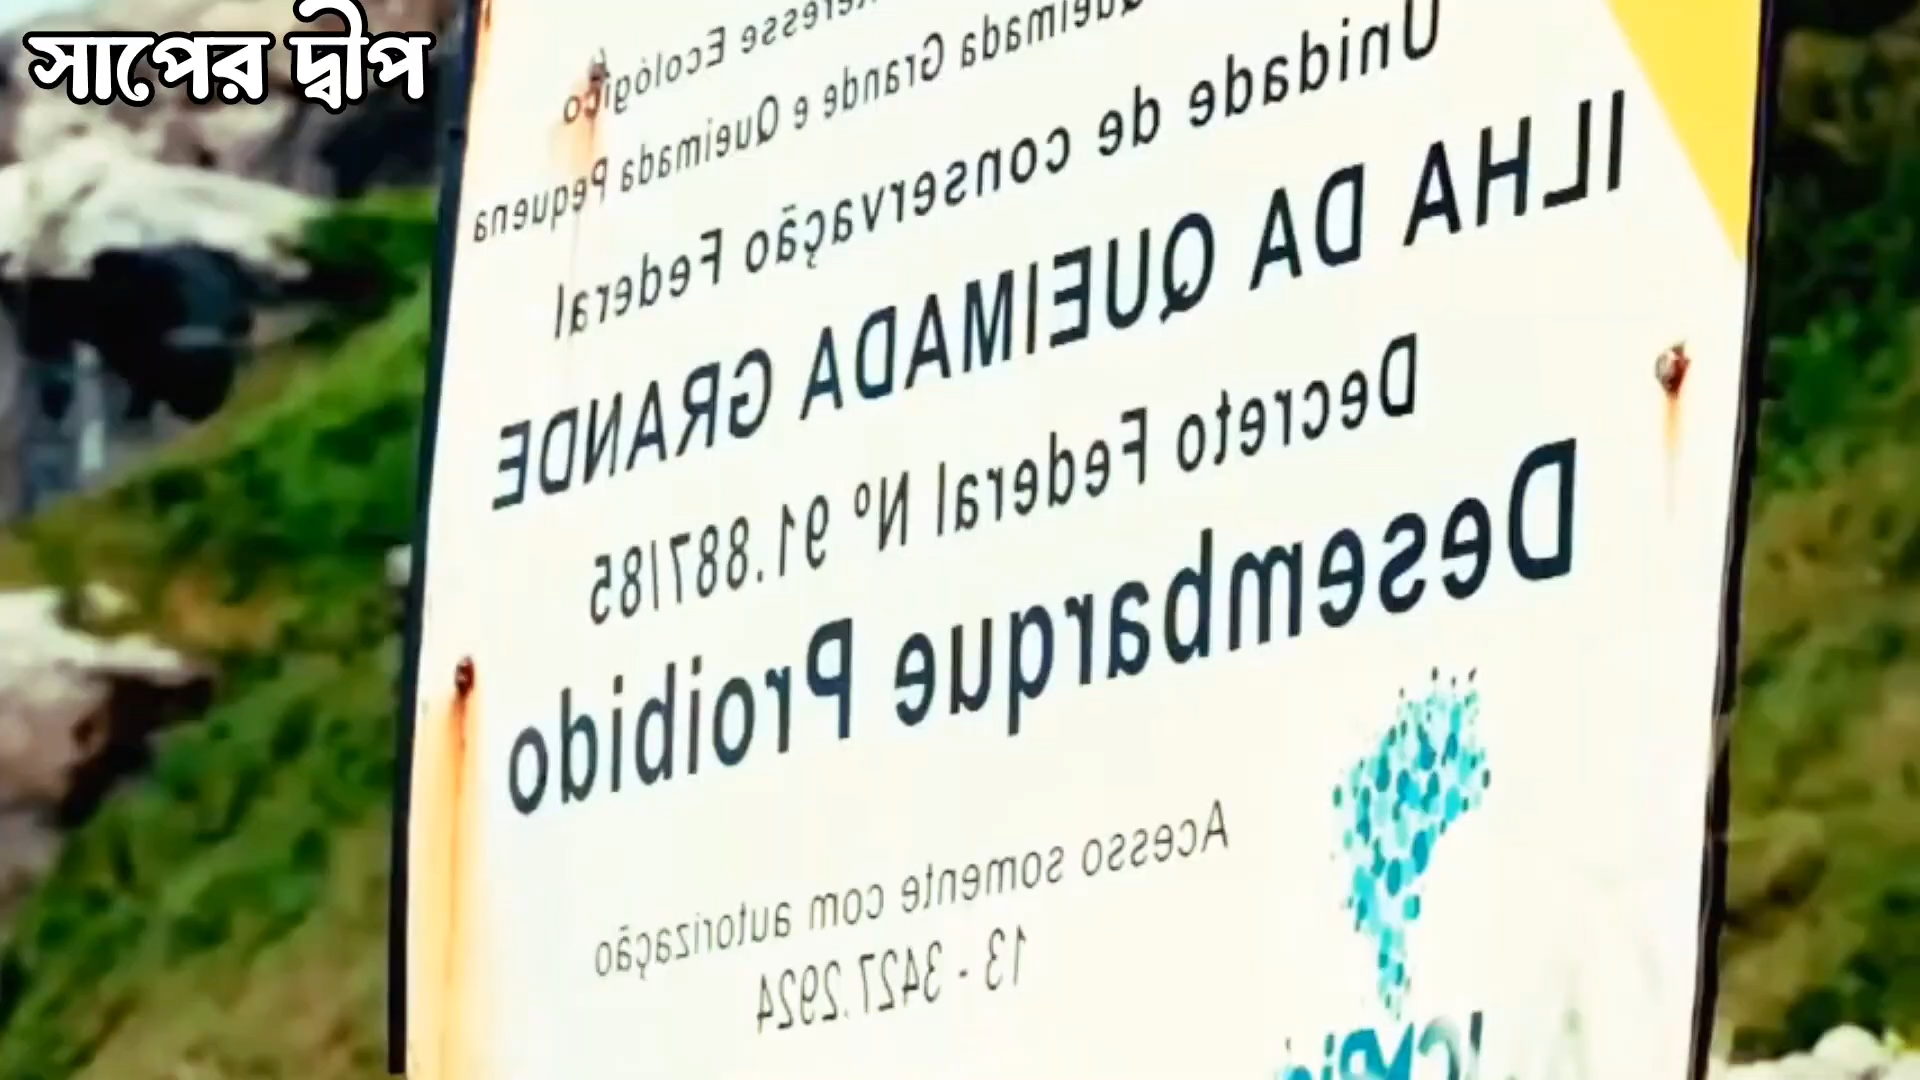 সাপের দ্বীপ
Ecológico
Queimada Grande e Queimada Pequena
Unidade de conservação Federal
ILHA DA QUEIMADA GRANDE
Decreto Federal Nº 91.887/85
Desembarque Proibido
Acesso somente com autorização
13 - 3427.2924